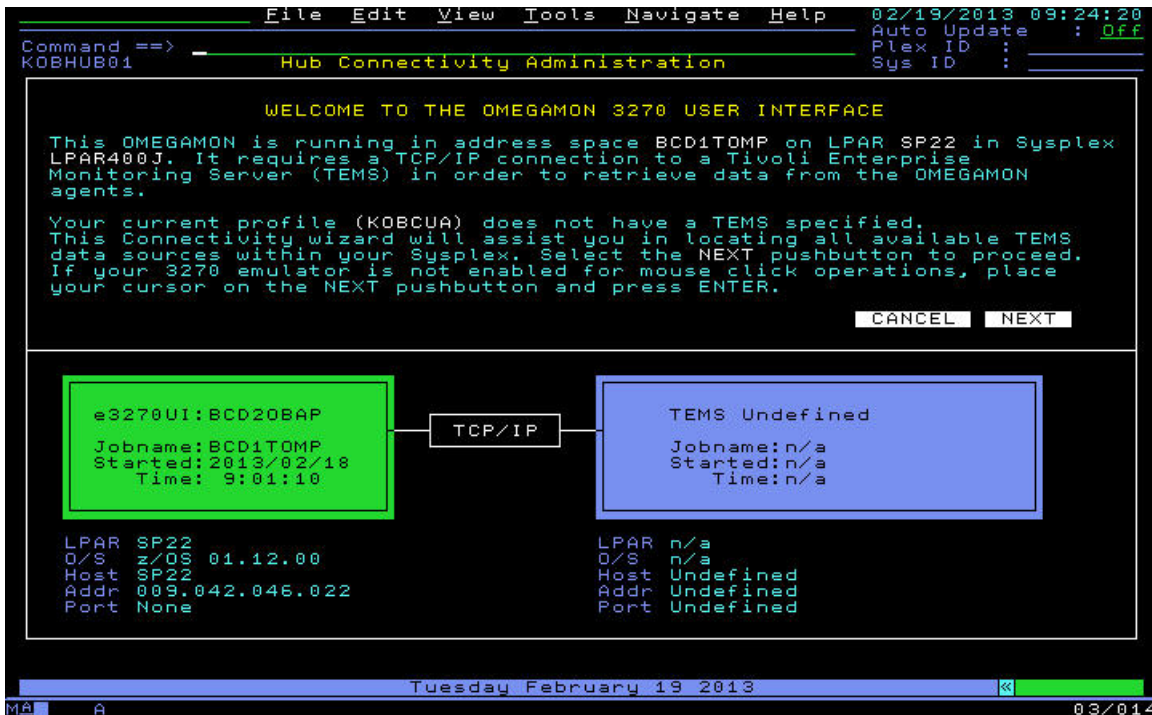 File Edit View Tools Navigate Help 02/19/2013 09:24:20
Auto Update : Off
Command ==> Plex ID :
KOBHUB01 Hub Connectivity Administration Sys ID :
WELCOME TO THE OMEGAMON 3270 USER INTERFACE
This OMEGAMON is running in address space BCD1TOMP on LPAR SP22 in Sysplex
LPAR400J. It requires a TCP/IP connection to a Tivoli Enterprise
Monitoring Server (TEMS) in order to retrieve data from the OMEGAMON
agents.
Your current profile (KOBCUA) does not have a TEMS specified.
This Connectivity wizard will assist you in locating all available TEMS
data sources within your Sysplex. Select the NEXT pushbutton to proceed.
If your 3270 emulator is not enabled for mouse click operations, place
your cursor on the NEXT pushbutton and press ENTER.
CANCEL NEXT
e3270UI:BCD2OBAP
Jobname:BCD1TOMP
Started:2013/02/18
Time: 9:01:10
TCP/IP
TEMS Undefined
Jobname:n/a
Started:n/a
Time:n/a
LPAR SP22
O/S z/OS 01.12.00
Host SP22
Addr 009.042.046.022
Port None
LPAR n/a
O/S n/a
Host Undefined
Addr Undefined
Port Undefined
Tuesday February 19 2013 «
MA A 03/014